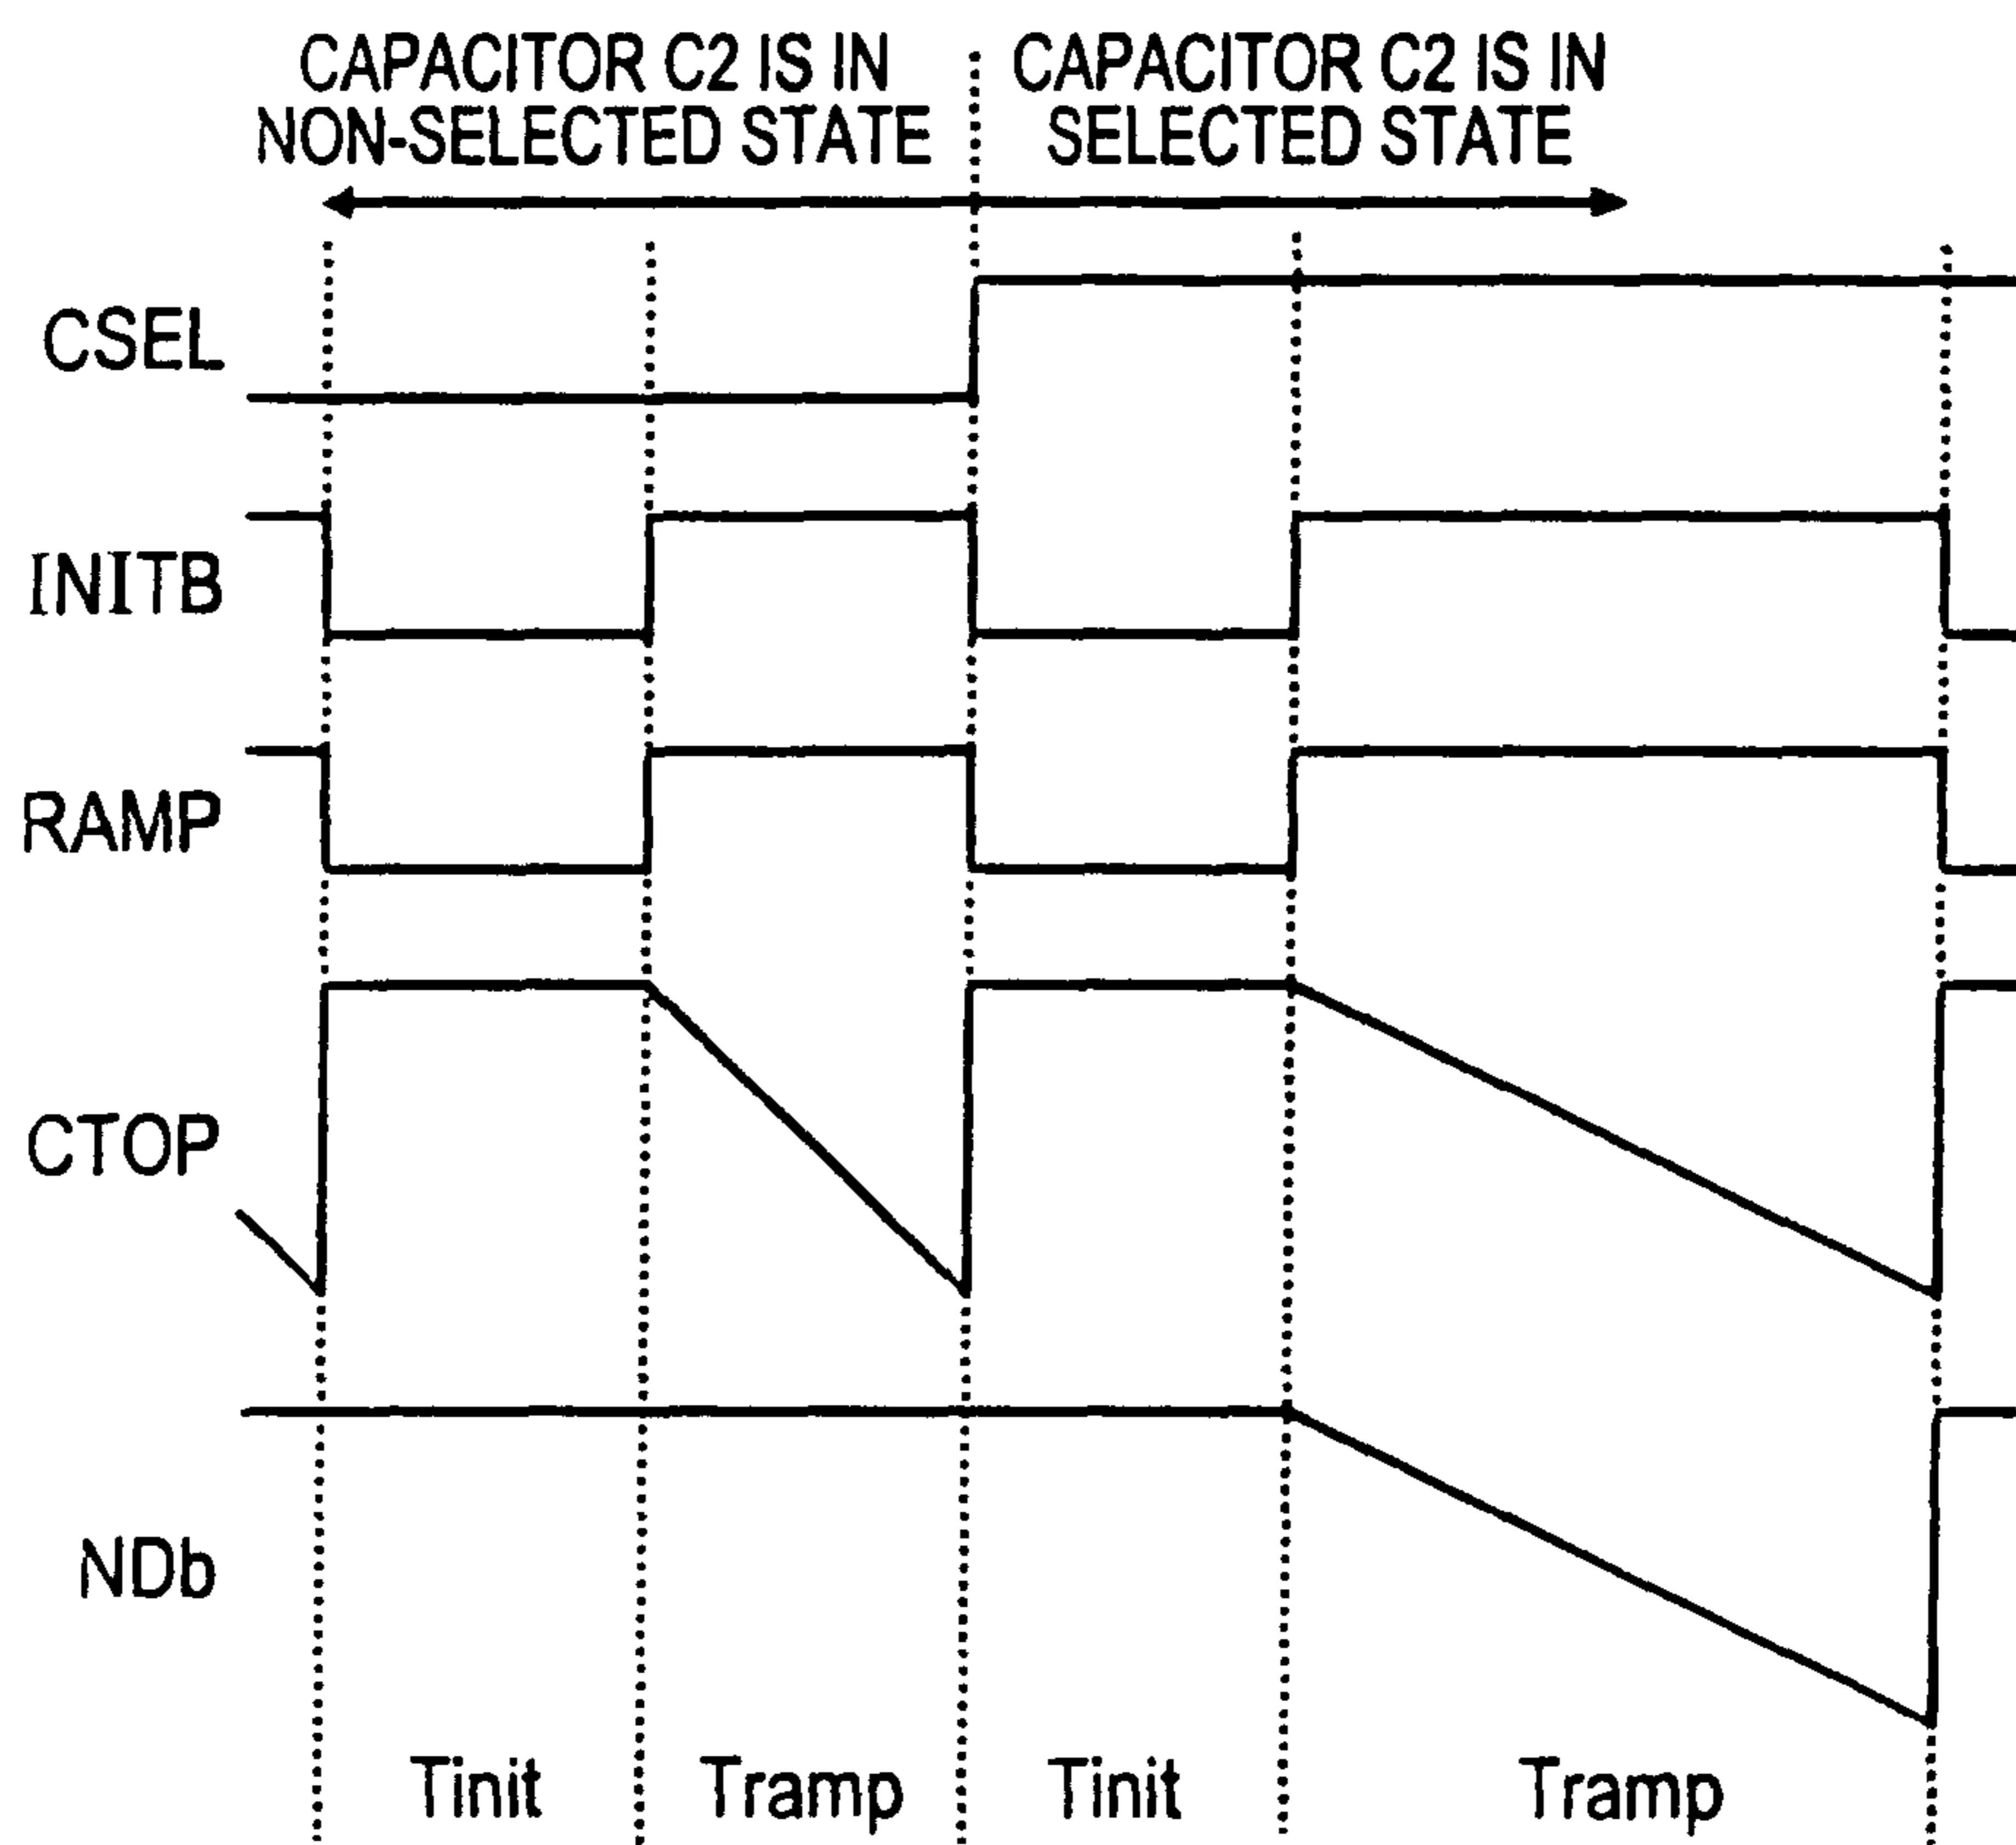 CAPACITOR C2 IS IN
NON-SELECTED STATE
CAPACITOR C2 IS IN
SELECTED STATE
CSEL
INITB
RAMP
CTOP
NDb
Tinit
Tramp
Tinit
Tramp